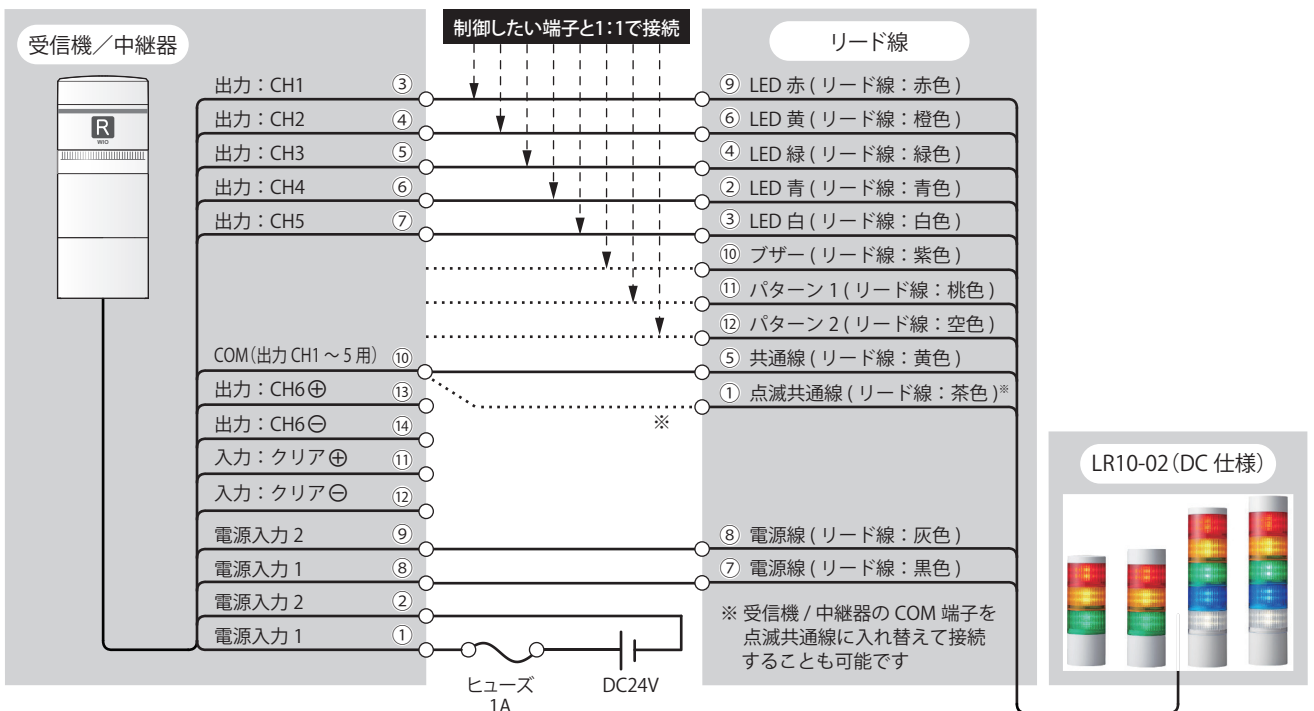 受信機／中継器
R
WIO
制御したい端子と1：1で接続
リード線
出力：CH1 ③
出力：CH2 ④
出力：CH3 ⑤
出力：CH4 ⑥
出力：CH5 ⑦
COM（出力 CH1 ～ 5 用） ⑩
出力：CH6⊕ ⑬
出力：CH6⊖ ⑭
入力：クリア⊕ ⑪
入力：クリア⊖ ⑫
電源入力 2 ⑨
電源入力 1 ⑧
電源入力 2 ②
電源入力 1 ①
※
ヒューズ
1A
DC24V
⑨ LED 赤 ( リード線：赤色 )
⑥ LED 黄 ( リード線：橙色 )
④ LED 緑 ( リード線：緑色 )
② LED 青 ( リード線：青色 )
③ LED 白 ( リード線：白色 )
⑩ ブザー ( リード線：紫色 )
⑪ パターン 1 ( リード線：桃色 )
⑫ パターン 2 ( リード線：空色 )
⑤ 共通線 ( リード線：黄色 )
① 点滅共通線 ( リード線：茶色 )※
⑧ 電源線 ( リード線：灰色 )
⑦ 電源線 ( リード線：黒色 )
※ 受信機 / 中継器の COM 端子を
点滅共通線に入れ替えて接続
することも可能です
LR10-02（DC 仕様）